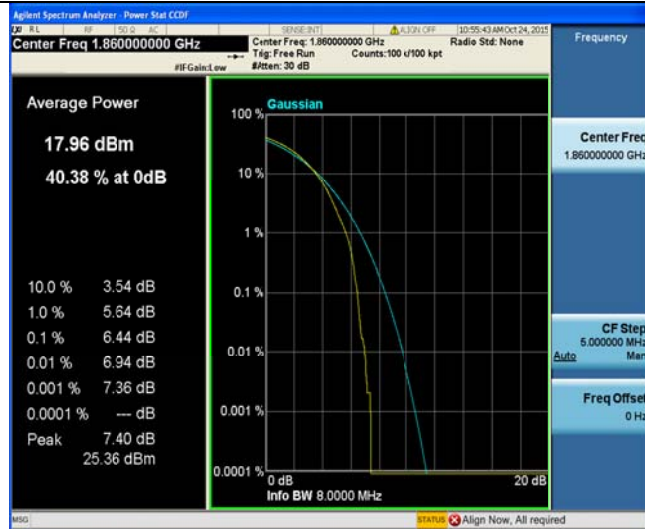 Agilent Spectrum Analyzer - Power Stat CCDF
RL RF 50 Ω AC SENSE:INT ALIGN OFF 10:55:43 AM Oct 24, 2015
Center Freq 1.860000000 GHz
Center Freq: 1.860000000 GHz Radio Std: None
Trig: Free Run Counts:100 k/100 kpt
#IFGain:Low #Atten: 30 dB
Frequency
Average Power
17.96 dBm
40.38 % at 0dB
10.0 % 3.54 dB
1.0 % 5.64 dB
0.1 % 6.44 dB
0.01 % 6.94 dB
0.001 % 7.36 dB
0.0001 % --- dB
Peak 7.40 dB
25.36 dBm
Gaussian
100 %
10 %
1 %
0.1 %
0.01 %
0.001 %
0.0001 %
0 dB 20 dB
Info BW 8.0000 MHz
Center Freq
1.860000000 GHz
CF Step
5.000000 MHz
Auto Man
Freq Offset
0 Hz
MSG STATUS Align Now, All required